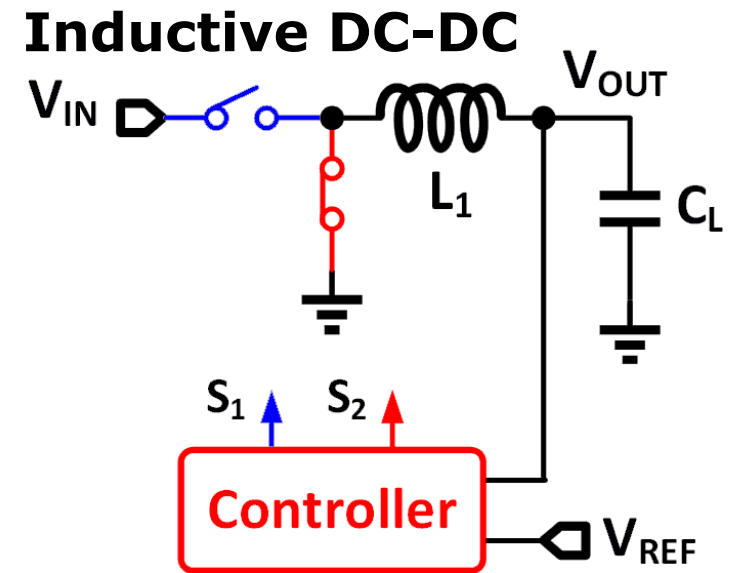 Inductive DC-DC
VIN
VOUT
L1
CL
S1
S2
Controller
VREF